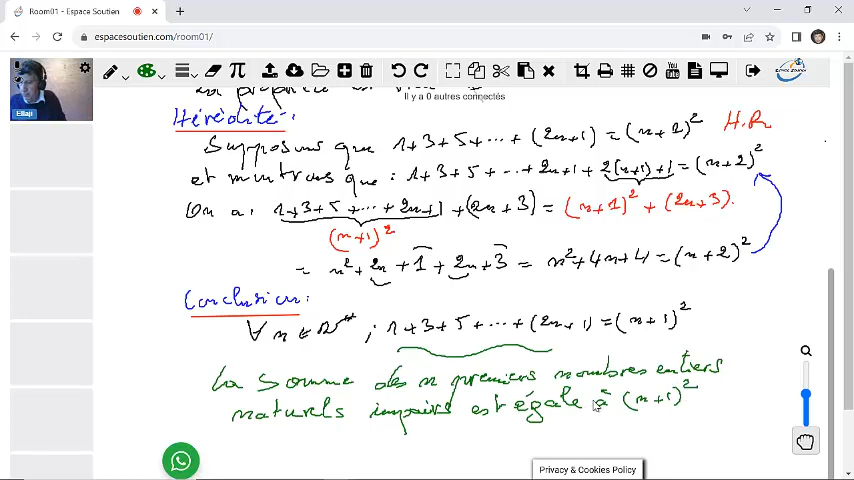 Room01 - Espace Soutien
espacesoutien.com/room01/
Il y a 0 autres connectés
Ellaji
Hérédité :
Supposons que 1+3+5+...+(2n+1)=(n+2)² H.R
et montrons que : 1+3+5+...+2n+1+2(n+1)+1=(n+2)²
On a : 1+3+5+...+2n+1+(2n+3)=(n+1)²+(2n+3).
(n+1)²
= n²+2n+1+2n+3=n²+4n+4=(n+2)²
Conclusion :
∀ n ∈ IN* ; 1+3+5+...+(2n+1)=(n+1)²
La somme des n premiers nombres entiers
naturels impairs est égale à (n+1)²
Privacy & Cookies Policy